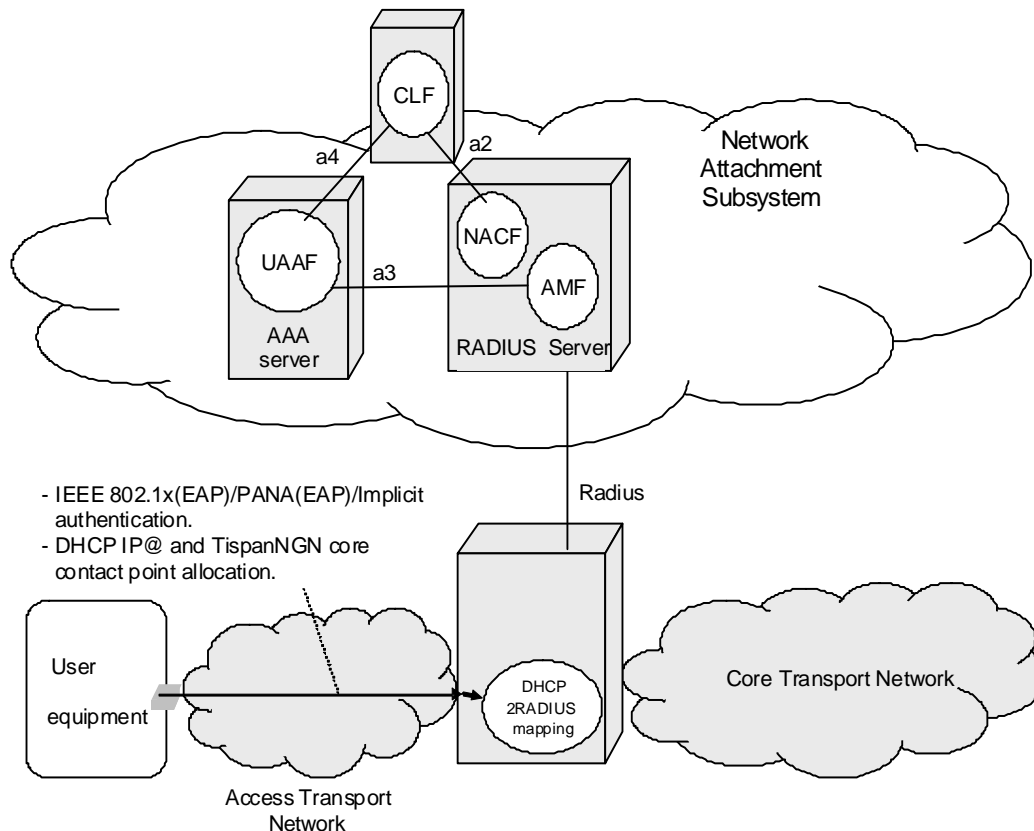 CLF
a4
a2
Network
Attachment
Subsystem
NACF
UAAF
a3
AMF
AAA
server
RADIUS Server
- IEEE 802.1x(EAP)/PANA(EAP)/Implicit
authentication.
- DHCP IP@ and TispanNGN core
contact point allocation.
Radius
User
equipment
DHCP
2RADIUS
mapping
Core Transport Network
Access Transport
Network